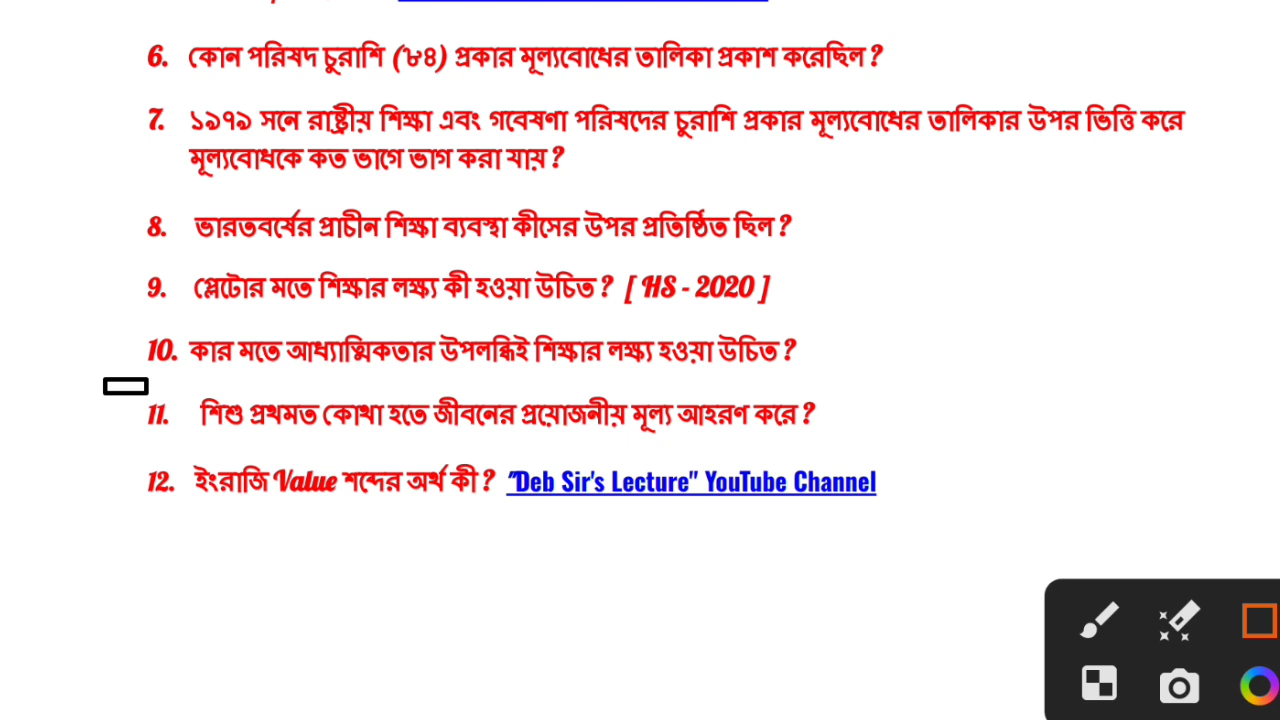 6. কোন পরিষদ চুরাশি (৮৪) প্রকার মূল্যবোধের তালিকা প্রকাশ করেছিল ?
7. ১৯৭৯ সনে রাষ্ট্রীয় শিক্ষা এবং গবেষণা পরিষদের চুরাশি প্রকার মূল্যবোধের তালিকার উপর ভিত্তি করে
মূল্যবোধকে কত ভাগে ভাগ করা যায় ?
8. ভারতবর্ষের প্রাচীন শিক্ষা ব্যবস্থা কীসের উপর প্রতিষ্ঠিত ছিল ?
9. প্লেটোর মতে শিক্ষার লক্ষ্য কী হওয়া উচিত ? [ HS - 2020 ]
10. কার মতে আধ্যাত্মিকতার উপলব্ধিই শিক্ষার লক্ষ্য হওয়া উচিত ?
11. শিশু প্রথমত কোথা হতে জীবনের প্রয়োজনীয় মূল্য আহরণ করে ?
12. ইংরাজি Value শব্দের অর্থ কী ? "Deb Sir's Lecture" YouTube Channel